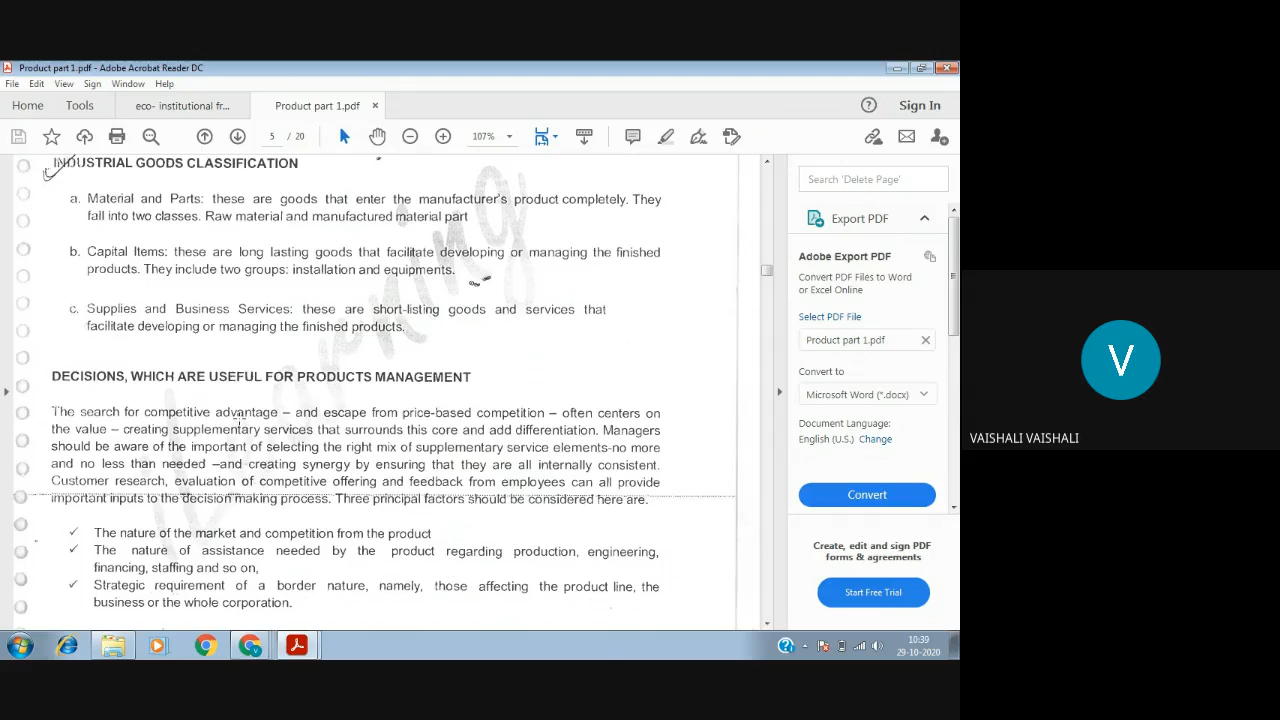 Product part 1.pdf - Adobe Acrobat Reader DC
File Edit View Sign Window Help
Home Tools eco- institutional fr... Product part 1.pdf × Sign In
5 / 20 107%
INDUSTRIAL GOODS CLASSIFICATION
a. Material and Parts: these are goods that enter the manufacturer's product completely. They
fall into two classes. Raw material and manufactured material part
b. Capital Items: these are long lasting goods that facilitate developing or managing the finished
products. They include two groups: installation and equipments.
c. Supplies and Business Services: these are short-listing goods and services that
facilitate developing or managing the finished products.
DECISIONS, WHICH ARE USEFUL FOR PRODUCTS MANAGEMENT
The search for competitive advantage – and escape from price-based competition – often centers on
the value – creating supplementary services that surrounds this core and add differentiation. Managers
should be aware of the important of selecting the right mix of supplementary service elements-no more
and no less than needed –and creating synergy by ensuring that they are all internally consistent.
Customer research, evaluation of competitive offering and feedback from employees can all provide
important inputs to the decision making process. Three principal factors should be considered here are.
✓ The nature of the market and competition from the product
✓ The nature of assistance needed by the product regarding production, engineering,
financing, staffing and so on,
✓ Strategic requirement of a border nature, namely, those affecting the product line, the
business or the whole corporation.
Search 'Delete Page'
Export PDF
Adobe Export PDF
Convert PDF Files to Word
or Excel Online
Select PDF File
Product part 1.pdf
Convert to
Microsoft Word (*.docx)
Document Language:
English (U.S.) Change
Convert
Create, edit and sign PDF
forms & agreements
Start Free Trial
10:39
29-10-2020
V
VAISHALI VAISHALI